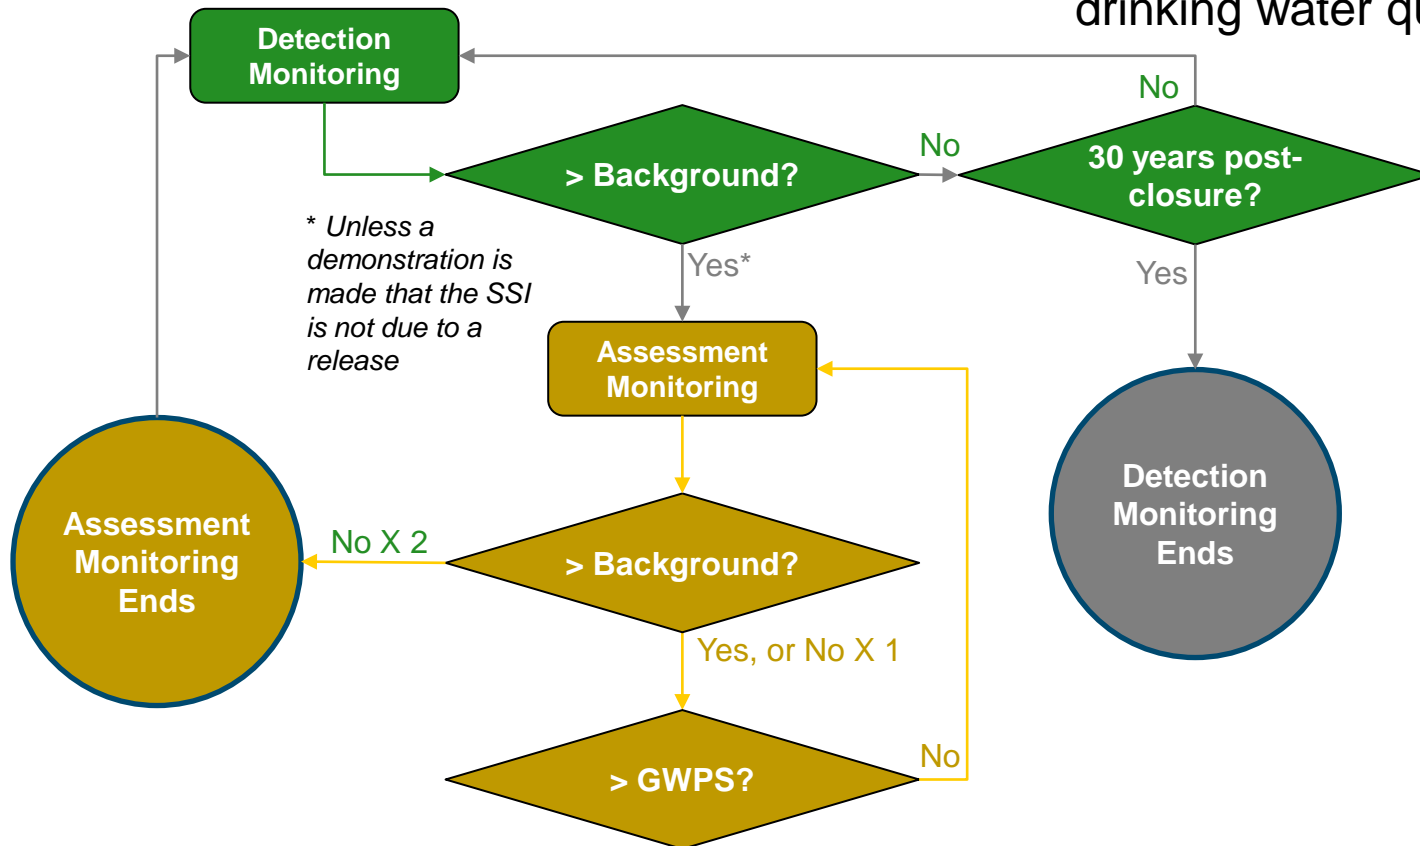 drinking water qu
Detection
Monitoring
No
> Background?
No
30 years post-
closure?
* Unless a
demonstration is
made that the SSI
is not due to a
release
Yes*
Yes
Assessment
Monitoring
Detection
Monitoring
Ends
Assessment
Monitoring
Ends
No X 2
> Background?
Yes, or No X 1
> GWPS?
No